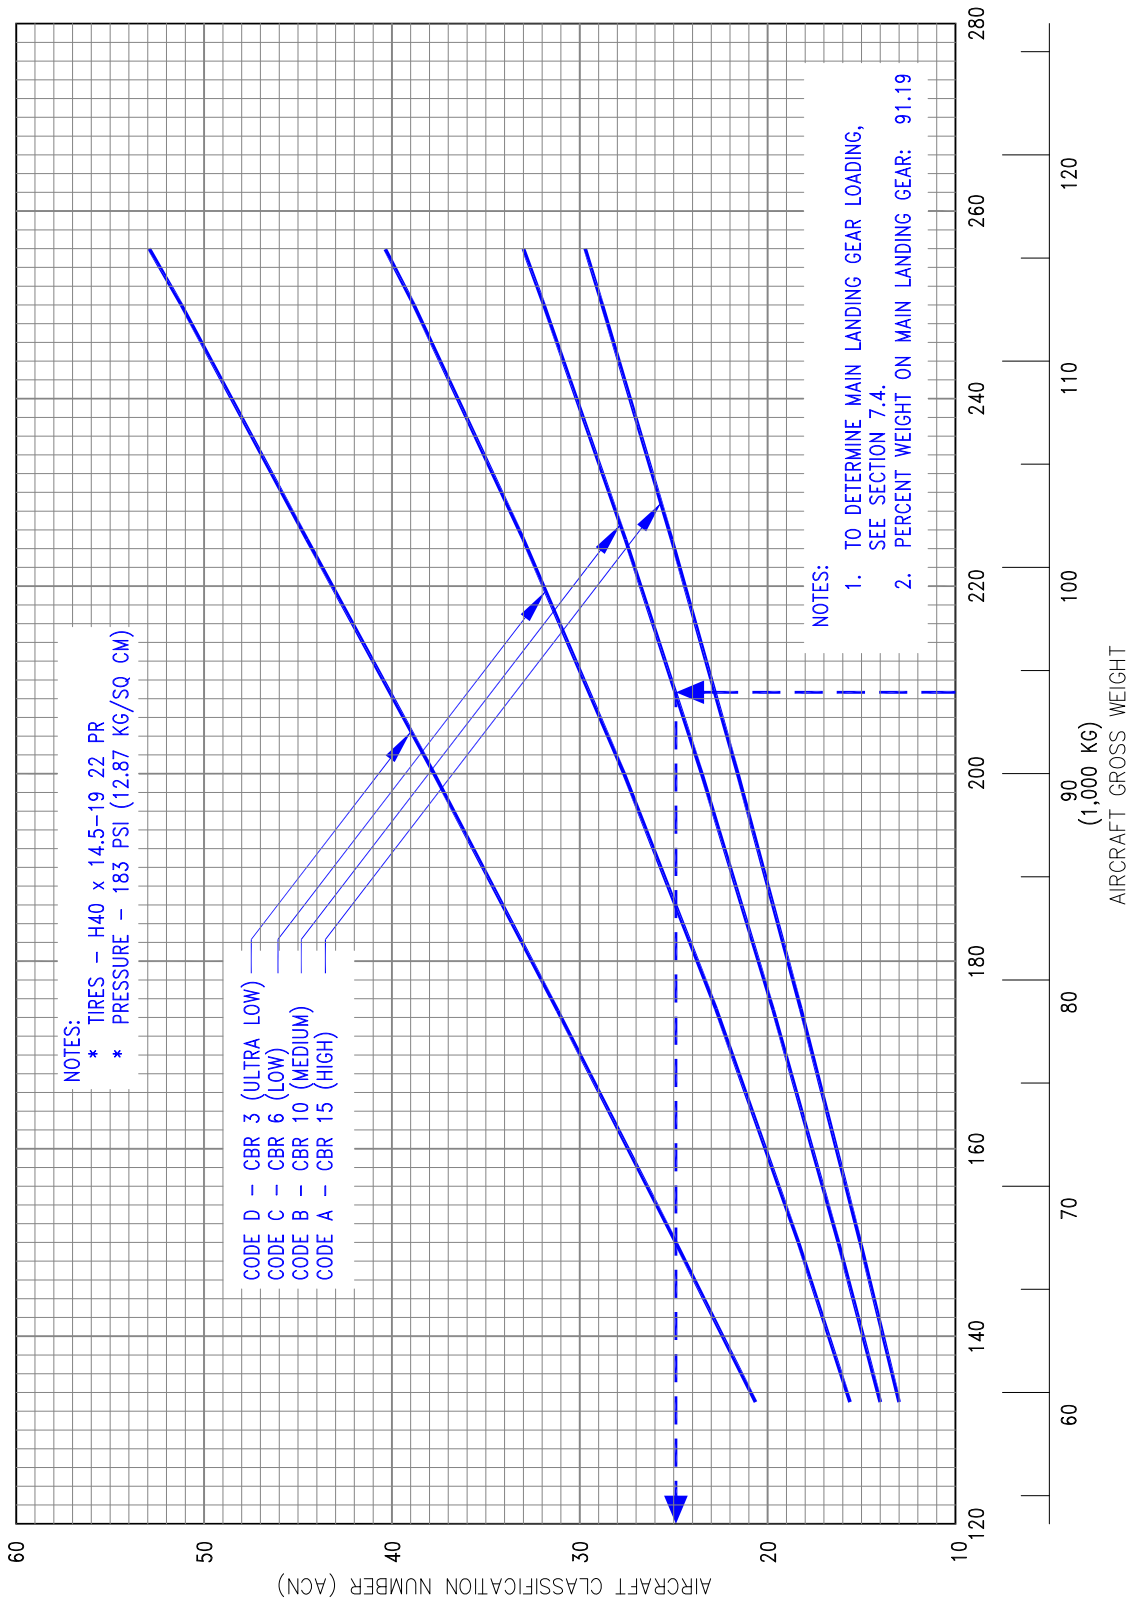 NOTES:
* TIRES – H40 x 14.5–19 22 PR
* PRESSURE – 183 PSI (12.87 KG/SQ CM)
CODE D – CBR 3 (ULTRA LOW)
CODE C – CBR 6 (LOW)
CODE B – CBR 10 (MEDIUM)
CODE A – CBR 15 (HIGH)
NOTES:
1. TO DETERMINE MAIN LANDING GEAR LOADING,
SEE SECTION 7.4.
2. PERCENT WEIGHT ON MAIN LANDING GEAR: 91.19
AIRCRAFT CLASSIFICATION NUMBER (ACN)
60
50
40
30
20
10
120 140 160 180 200 220 240 260 280
60 70 80 90 100 110 120
(1,000 KG)
AIRCRAFT GROSS WEIGHT